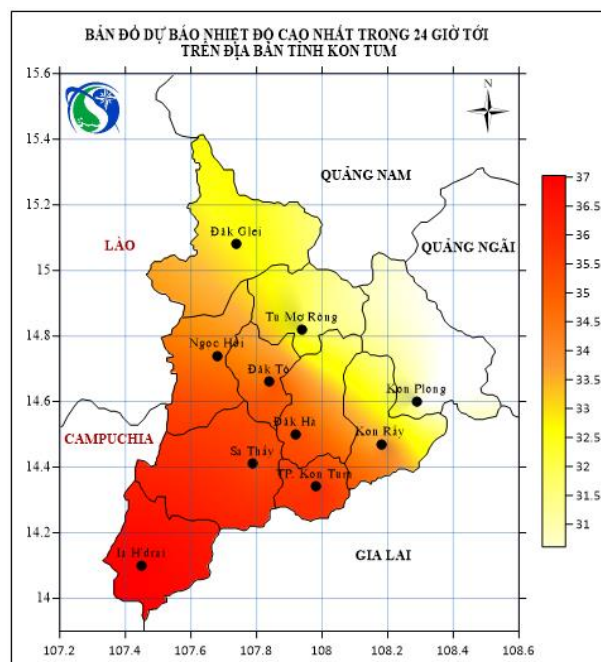 BẢN ĐỒ DỰ BÁO NHIỆT ĐỘ CAO NHẤT TRONG 24 GIỜ TỚI
TRÊN ĐỊA BÀN TỈNH KON TUM
15.6
15.4
15.2
15
14.8
14.6
14.4
14.2
14
N
QUẢNG NAM
QUẢNG NGÃI
LÀO
CAMPUCHIA
GIA LAI
Đăk Glei
Tu Mơ Rông
Ngọc Hồi
Đăk Tô
Kon Plong
Đăk Hà
Kon Rẫy
Sa Thầy
TP. Kon Tum
Ia H'drai
107.2 107.4 107.6 107.8 108 108.2 108.4 108.6
37
36.5
36
35.5
35
34.5
34
33.5
33
32.5
32
31.5
31